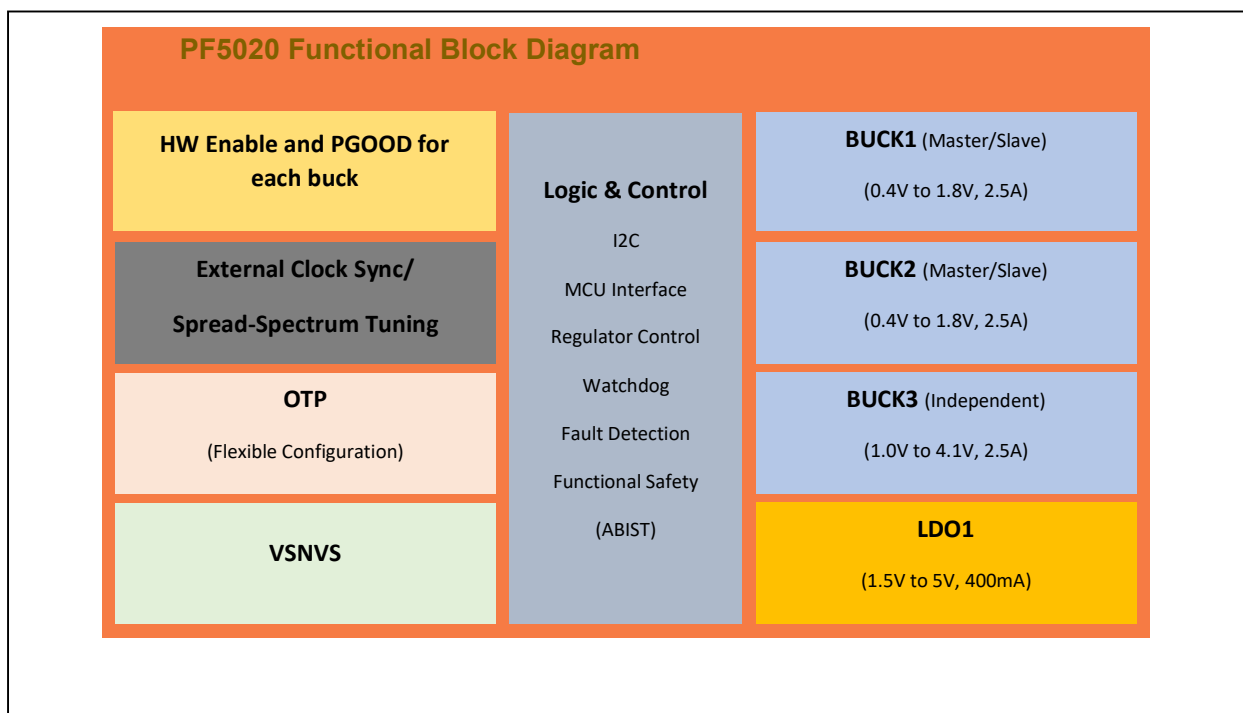 PF5020 Functional Block Diagram
HW Enable and PGOOD for
each buck
External Clock Sync/
Spread-Spectrum Tuning
OTP
(Flexible Configuration)
VSNVS
Logic & Control
I2C
MCU Interface
Regulator Control
Watchdog
Fault Detection
Functional Safety
(ABIST)
BUCK1 (Master/Slave)
(0.4V to 1.8V, 2.5A)
BUCK2 (Master/Slave)
(0.4V to 1.8V, 2.5A)
BUCK3 (Independent)
(1.0V to 4.1V, 2.5A)
LDO1
(1.5V to 5V, 400mA)